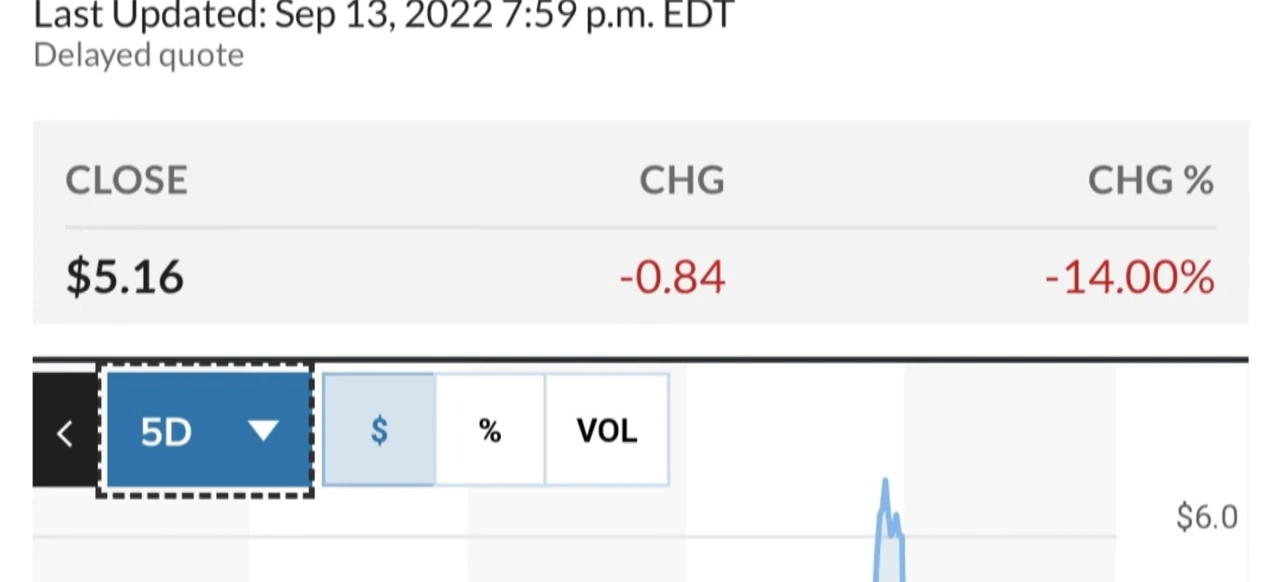 Last Updated: Sep 13, 2022 7:59 p.m. EDT
Delayed quote
CLOSE CHG CHG %
$5.16 -0.84 -14.00%
5D $ % VOL
$6.0